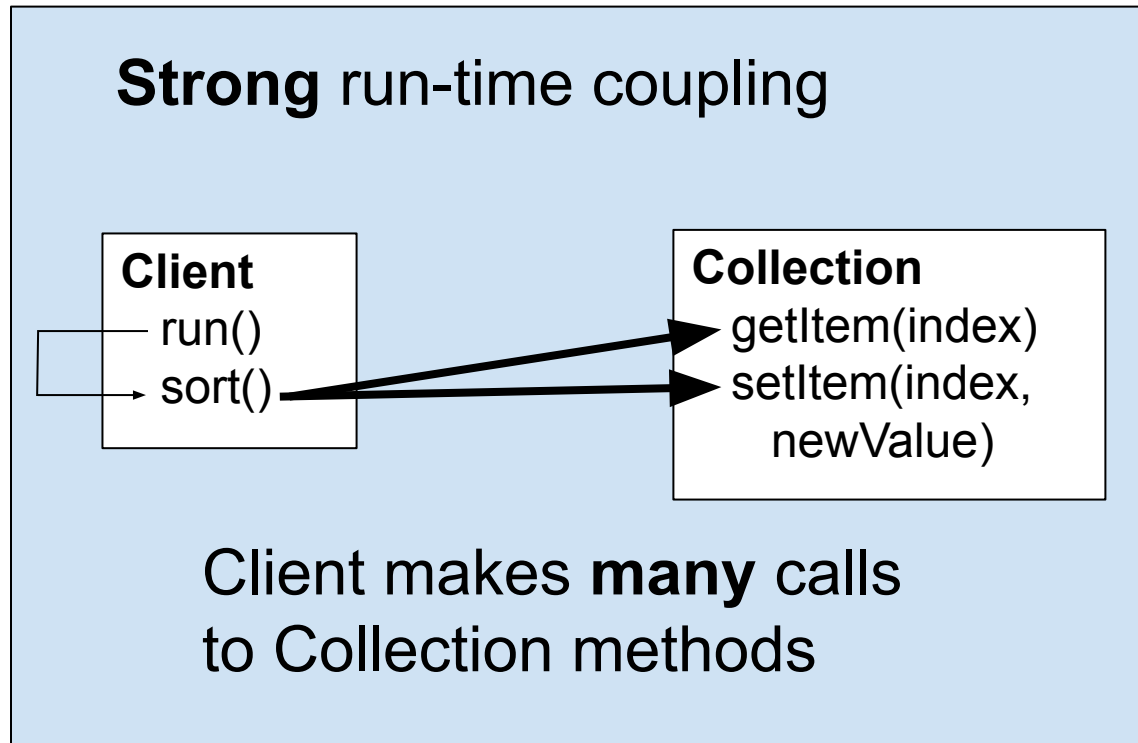 Strong run-time coupling
Client
run()
sort()
Collection
getItem(index)
setItem(index,
newValue)
Client makes many calls
to Collection methods